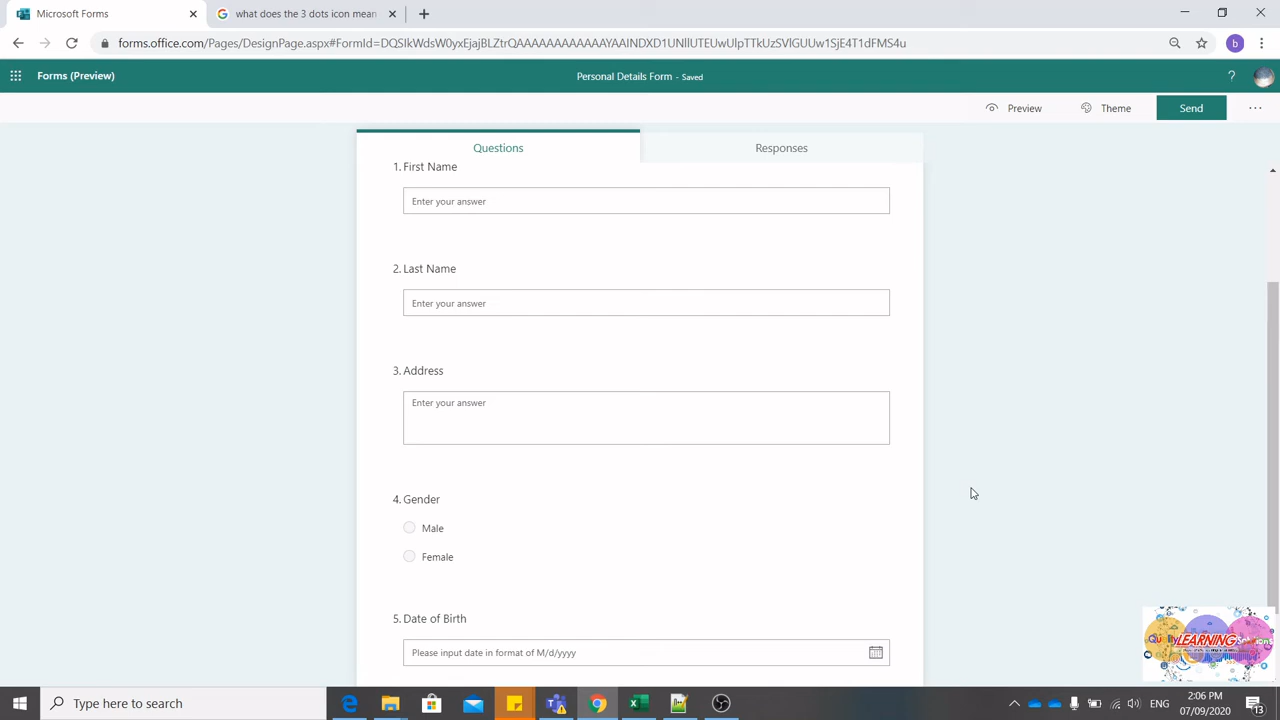 Microsoft Forms
what does the 3 dots icon mean
forms.office.com/Pages/DesignPage.aspx#FormId=DQSIkWdsW0yxEjajBLZtrQAAAAAAAAAAAAYAAINDXD1UNllUTEUwUlpTTkUzSVlGUUw1SjE4T1dFMS4u
b
Forms (Preview)
Personal Details Form - Saved
?
Preview
Theme
Send
Questions
Responses
1. First Name
Enter your answer
2. Last Name
Enter your answer
3. Address
Enter your answer
4. Gender
Male
Female
5. Date of Birth
Please input date in format of M/d/yyyy
LEARNING
Type here to search
ENG
2:06 PM
07/09/2020
13